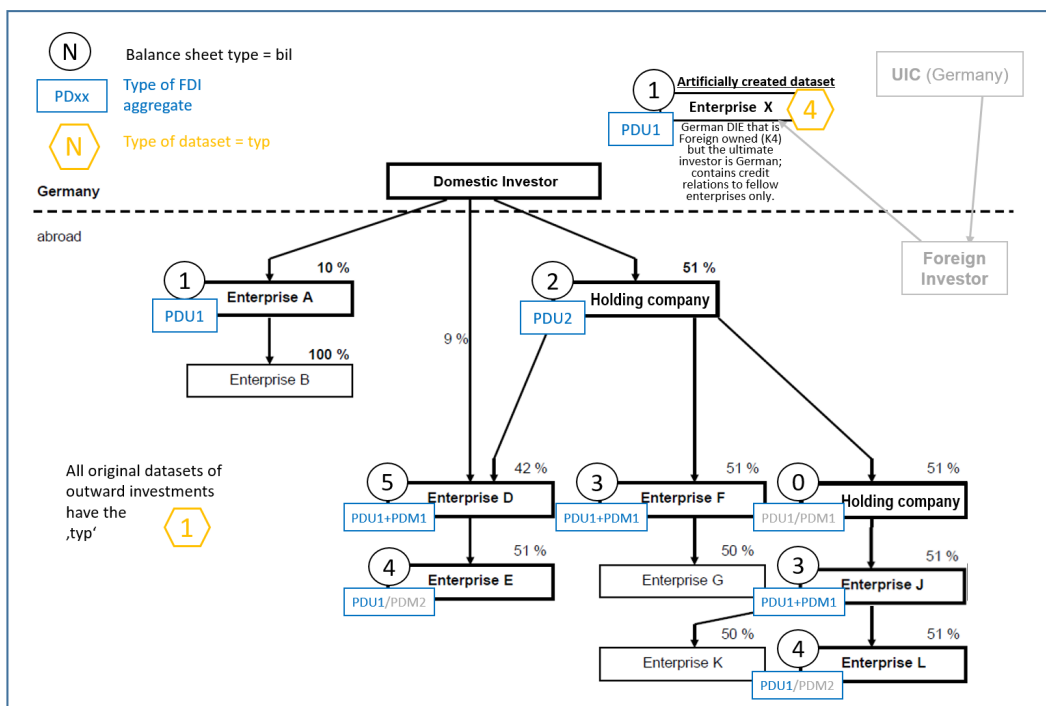 N
Balance sheet type = bil
PDxx
Type of FDI
aggregate
N
Type of dataset = typ
Germany
abroad
Artificially created dataset
1
Enterprise X
4
PDU1
German DIE that is
Foreign owned (K4)
but the ultimate
investor is German;
contains credit
relations to fellow
enterprises only.
UIC (Germany)
Foreign
Investor
Domestic Investor
10 %
1
Enterprise A
PDU1
100 %
Enterprise B
9 %
51 %
2
Holding company
PDU2
42 %
5
Enterprise D
PDU1+PDM1
51 %
4
Enterprise E
PDU1/PDM2
51 %
3
Enterprise F
PDU1+PDM1
50 %
Enterprise G
51 %
0
Holding company
PDU1/PDM1
51 %
3
Enterprise J
PDU1+PDM1
50 %
Enterprise K
51 %
4
Enterprise L
PDU1/PDM2
All original datasets of
outward investments
have the
‚typ‘
1